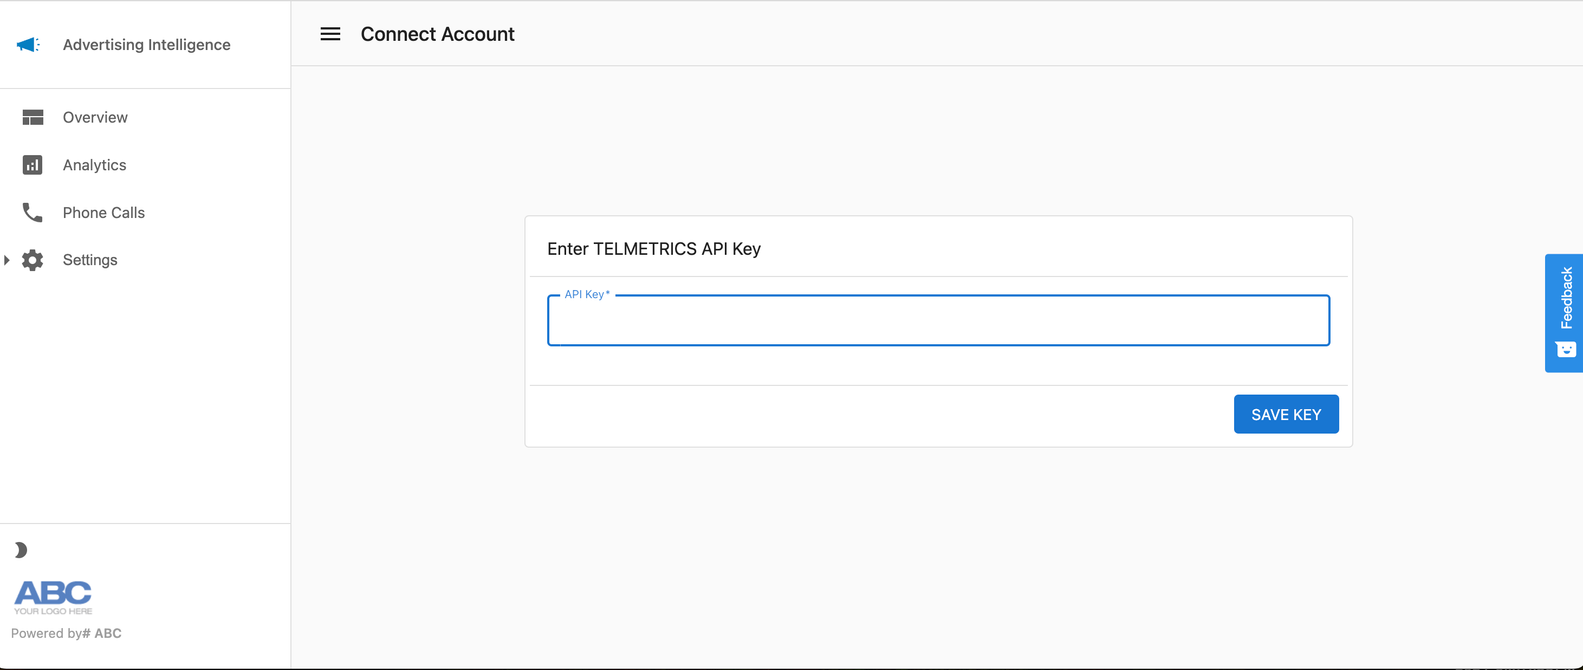 Advertising Intelligence
Connect Account
Overview
Analytics
Phone Calls
Settings
Enter TELMETRICS API Key
API Key*
SAVE KEY
Feedback
ABC
YOUR LOGO HERE
Powered by# ABC